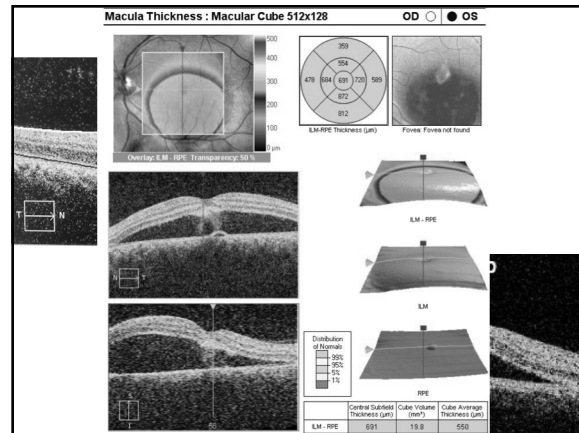 Macula Thickness : Macular Cube 512x128 OD OS
500
400
300
200
100
0 µm
Overlay: ILM - RPE Transparency: 50 %
359
554
478 684 691 720 589
872
812
ILM-RPE Thickness (µm)
Fovea: Fovea not found
T N
N T
ILM - RPE
ILM
S
I
58
Distribution
of Normals
99%
95%
5%
1%
RPE
Central Subfield Thickness (µm) Cube Volume (mm³) Cube Average Thickness (µm)
ILM - RPE 691 19.8 550